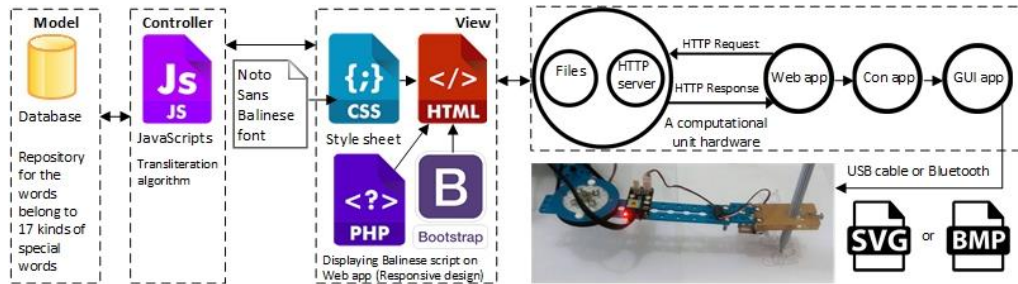 Model
Database
Repository
for the
words
belong to
17 kinds of
special
words
Controller
Js
JS
JavaScripts
Transliteration
algorithm
Noto
Sans
Balinese
font
View
{;}
CSS
Style sheet
</>
HTML
<?>
PHP
B
Bootstrap
Displaying Balinese script on
Web app (Responsive design)
Files
HTTP
server
HTTP Request
HTTP Response
A computational
unit hardware
Web app
Con app
GUI app
USB cable or Bluetooth
SVG or BMP